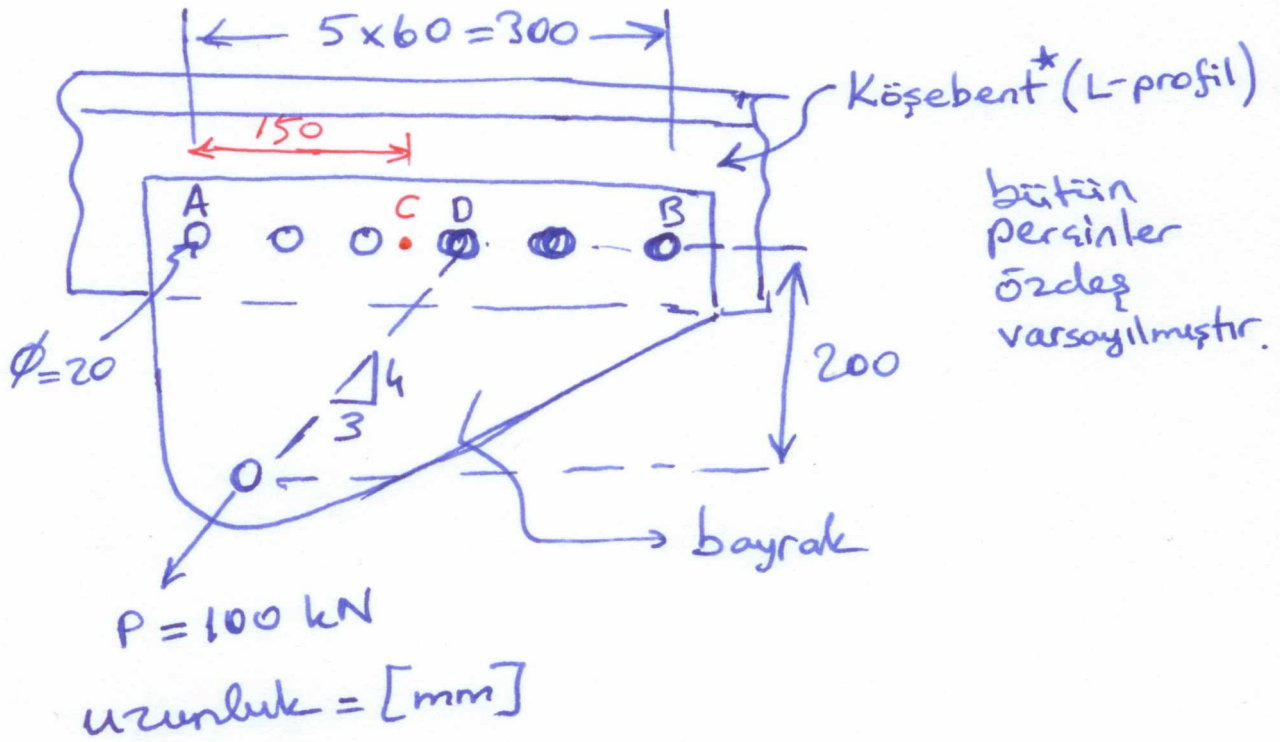 5x60=300
Köşebent* (L-profil)
150
A
C
D
B
bütün
perçinler
özdeş
varsayılmıştır.
Φ=20
4
3
200
bayrak
P = 100 kN
uzunluk = [mm]